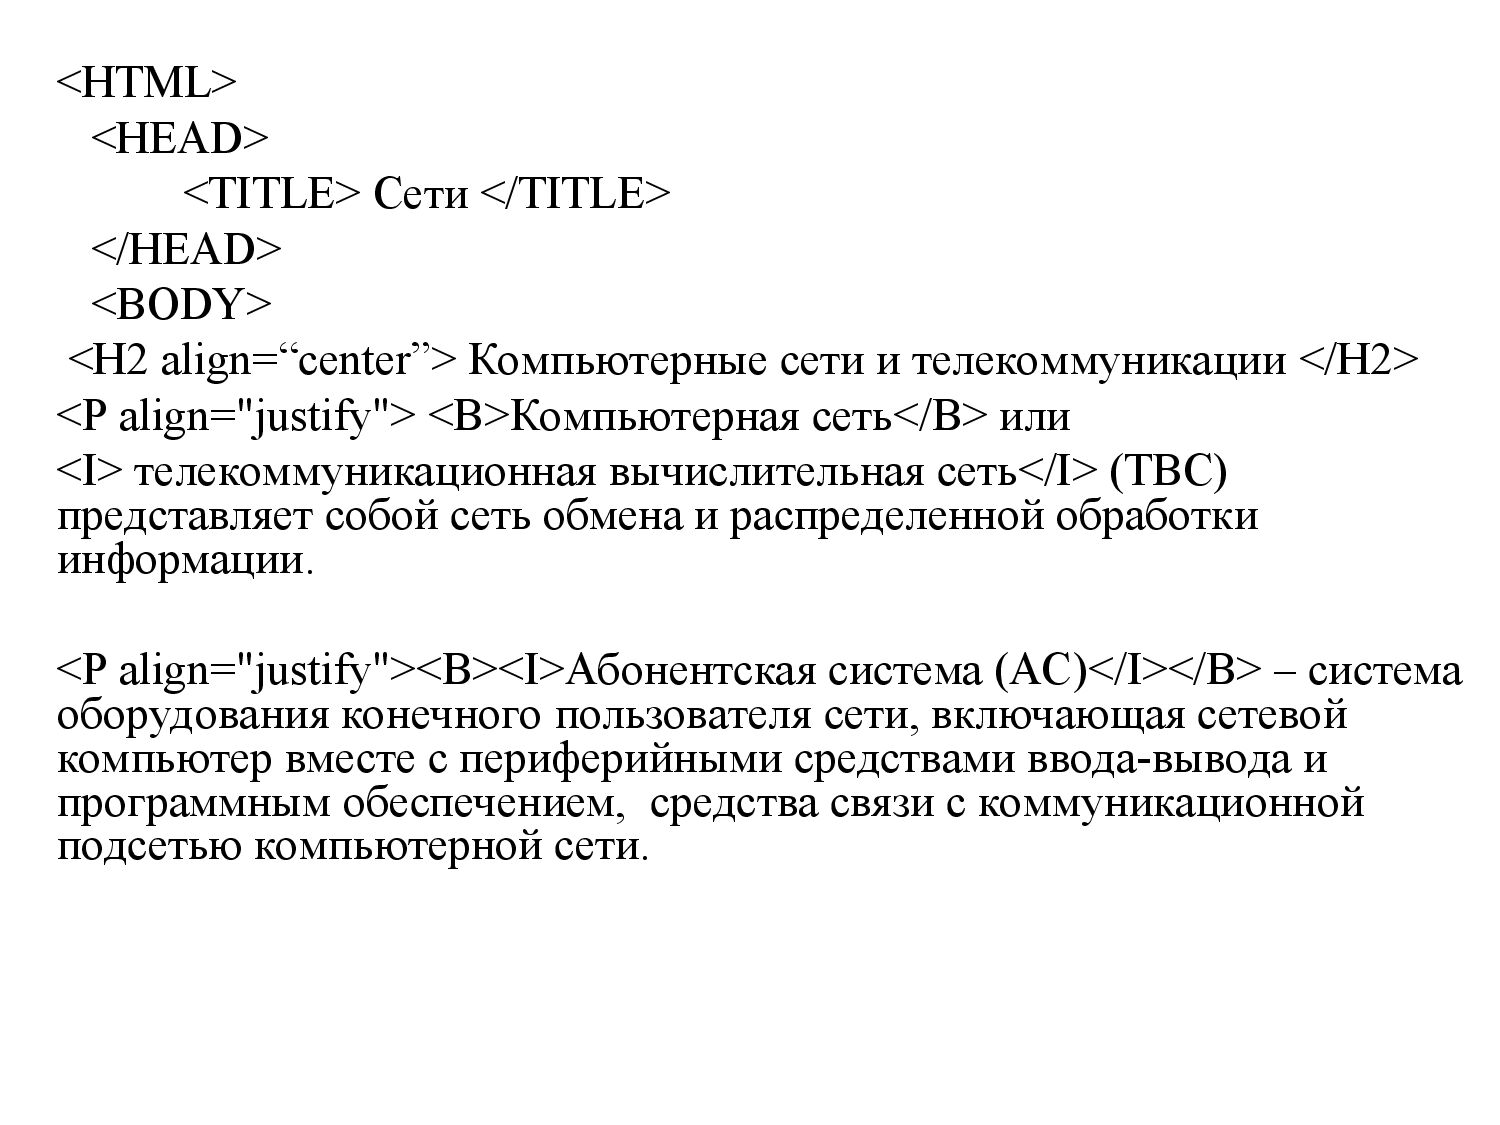 <HTML>
<HEAD>
<TITLE> Сети </TITLE>
</HEAD>
<BODY>
<H2 align=“center”> Компьютерные сети и телекоммуникации </H2>
<P align="justify"> <B>Компьютерная сеть</B> или
<I> телекоммуникационная вычислительная сеть</I> (ТВС)
представляет собой сеть обмена и распределенной обработки
информации.
<P align="justify"><B><I>Абонентская система (АС)</I></B> – система
оборудования конечного пользователя сети, включающая сетевой
компьютер вместе с периферийными средствами ввода-вывода и
программным обеспечением,  средства связи с коммуникационной
подсетью компьютерной сети.